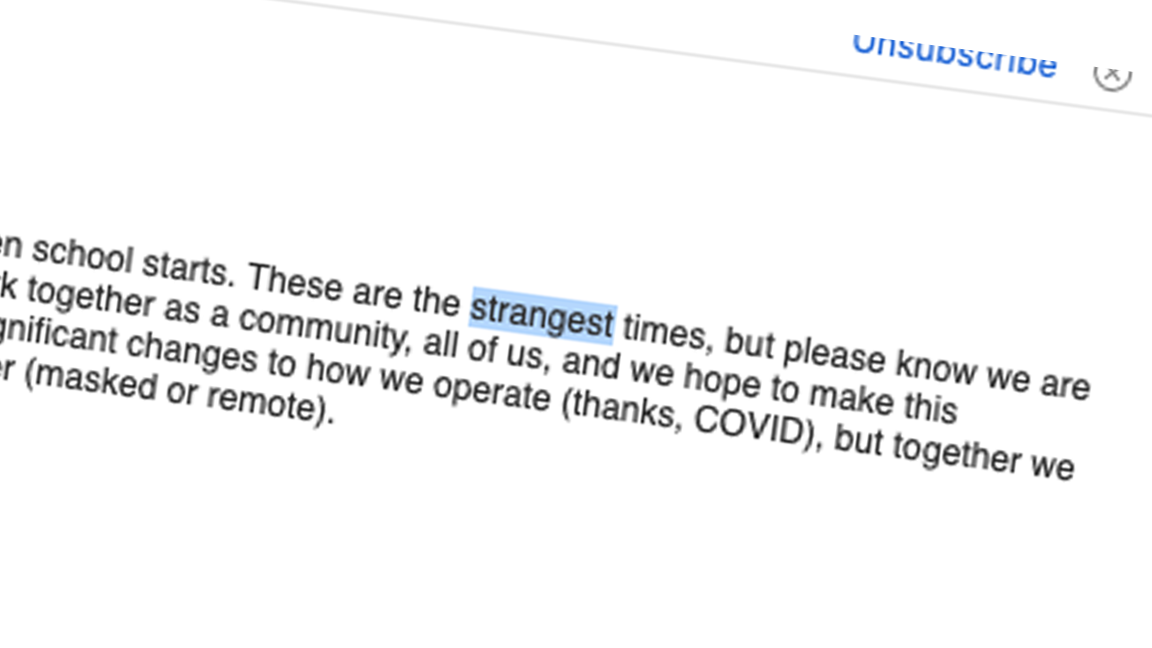 Unsubscribe
en school starts. These are the strangest times, but please know we are
k together as a community, all of us, and we hope to make this
gnificant changes to how we operate (thanks, COVID), but together we
er (masked or remote).